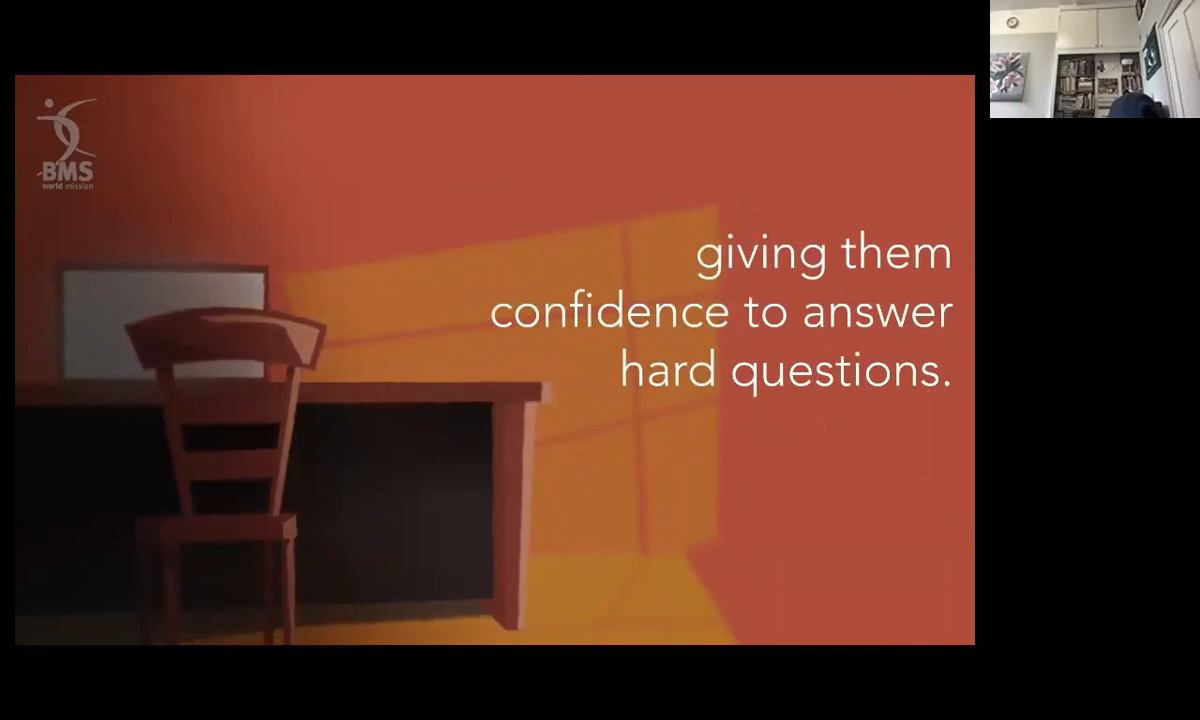 BMS
world mission
giving them
confidence to answer
hard questions.